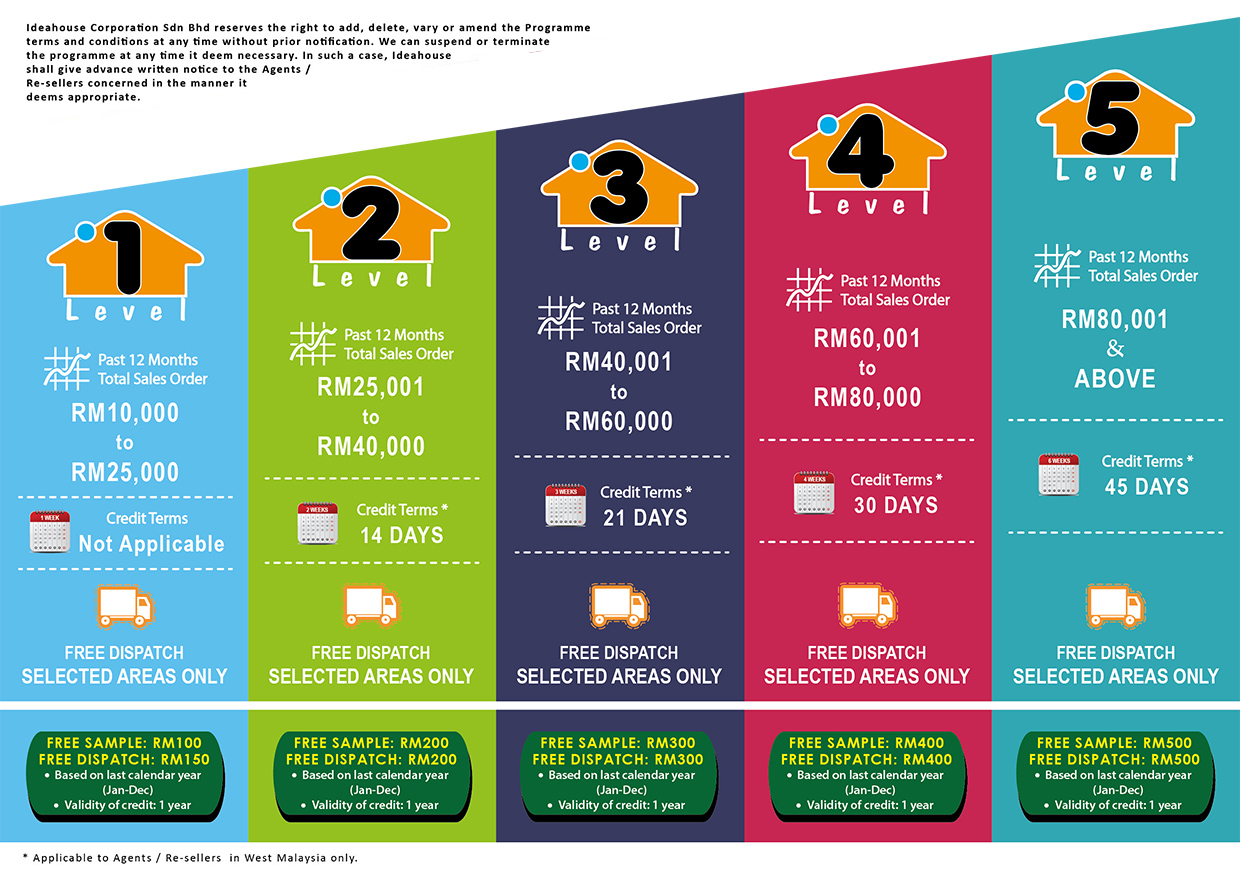 Ideahouse Corporation Sdn Bhd reserves the right to add, delete, vary or amend the Programme
terms and conditions at any time without prior notification. We can suspend or terminate
the programme at any time it deem necessary. In such a case, Ideahouse
shall give advance written notice to the Agents /
Re-sellers concerned in the manner it
deems appropriate.
1
Level
Past 12 Months
Total Sales Order
RM10,000
to
RM25,000
1 WEEK
Credit Terms
Not Applicable
FREE DISPATCH
SELECTED AREAS ONLY
FREE SAMPLE: RM100
FREE DISPATCH: RM150
• Based on last calendar year
(Jan-Dec)
• Validity of credit: 1 year
2
Level
Past 12 Months
Total Sales Order
RM25,001
to
RM40,000
2 WEEKS
Credit Terms *
14 DAYS
FREE DISPATCH
SELECTED AREAS ONLY
FREE SAMPLE: RM200
FREE DISPATCH: RM200
• Based on last calendar year
(Jan-Dec)
• Validity of credit: 1 year
3
Level
Past 12 Months
Total Sales Order
RM40,001
to
RM60,000
3 WEEKS
Credit Terms *
21 DAYS
FREE DISPATCH
SELECTED AREAS ONLY
FREE SAMPLE: RM300
FREE DISPATCH: RM300
• Based on last calendar year
(Jan-Dec)
• Validity of credit: 1 year
4
Level
Past 12 Months
Total Sales Order
RM60,001
to
RM80,000
4 WEEKS
Credit Terms *
30 DAYS
FREE DISPATCH
SELECTED AREAS ONLY
FREE SAMPLE: RM400
FREE DISPATCH: RM400
• Based on last calendar year
(Jan-Dec)
• Validity of credit: 1 year
5
Level
Past 12 Months
Total Sales Order
RM80,001
&
ABOVE
6 WEEKS
Credit Terms *
45 DAYS
FREE DISPATCH
SELECTED AREAS ONLY
FREE SAMPLE: RM500
FREE DISPATCH: RM500
• Based on last calendar year
(Jan-Dec)
• Validity of credit: 1 year
* Applicable to Agents / Re-sellers in West Malaysia only.